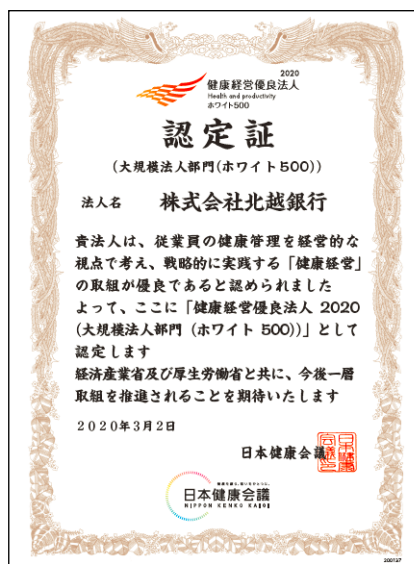 2020
健康経営優良法人
Health and productivity
ホワイト500
認定証
(大規模法人部門(ホワイト500))
法人名 株式会社北越銀行
貴法人は、従業員の健康管理を経営的な
視点で考え、戦略的に実践する「健康経営」
の取組が優良であると認められました
よって、ここに「健康経営優良法人 2020
(大規模法人部門 (ホワイト 500))」として
認定します
経済産業省及び厚生労働省と共に、今後一層
取組を推進されることを期待いたします
2020年3月2日
日本健康会議
日本健康会議
NIPPON KENKO KAIGI
200137